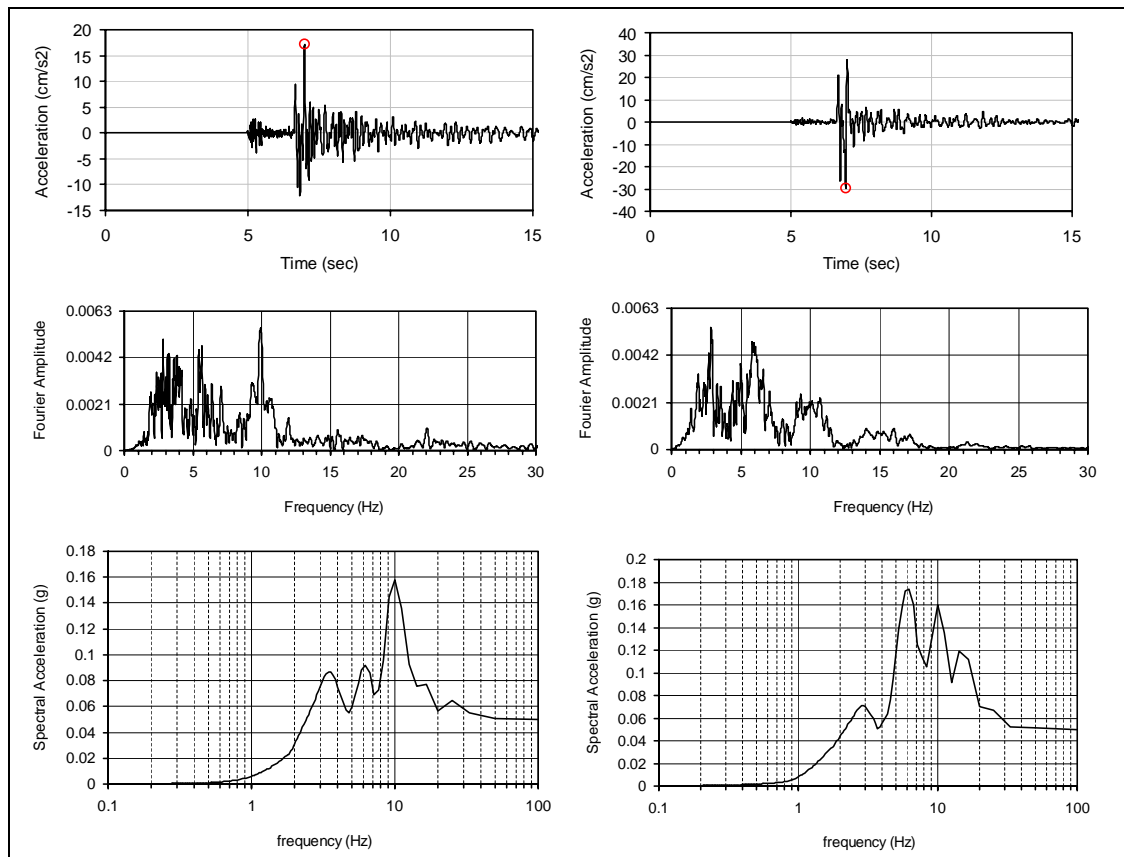 20
15
10
5
0
-5
-10
-15
0 5 10 15
Acceleration (cm/s2)
Time (sec)
40
30
20
10
0
-10
-20
-30
-40
0 5 10 15
Acceleration (cm/s2)
Time (sec)
0.0063
0.0042
0.0021
0
0 5 10 15 20 25 30
Fourier Amplitude
Frequency (Hz)
0.0063
0.0042
0.0021
0
0 5 10 15 20 25 30
Fourier Amplitude
Frequency (Hz)
0.18
0.16
0.14
0.12
0.1
0.08
0.06
0.04
0.02
0
0.1 1 10 100
Spectral Acceleration (g)
frequency (Hz)
0.2
0.18
0.16
0.14
0.12
0.1
0.08
0.06
0.04
0.02
0
0.1 1 10 100
Spectral Acceleration (g)
frequency (Hz)